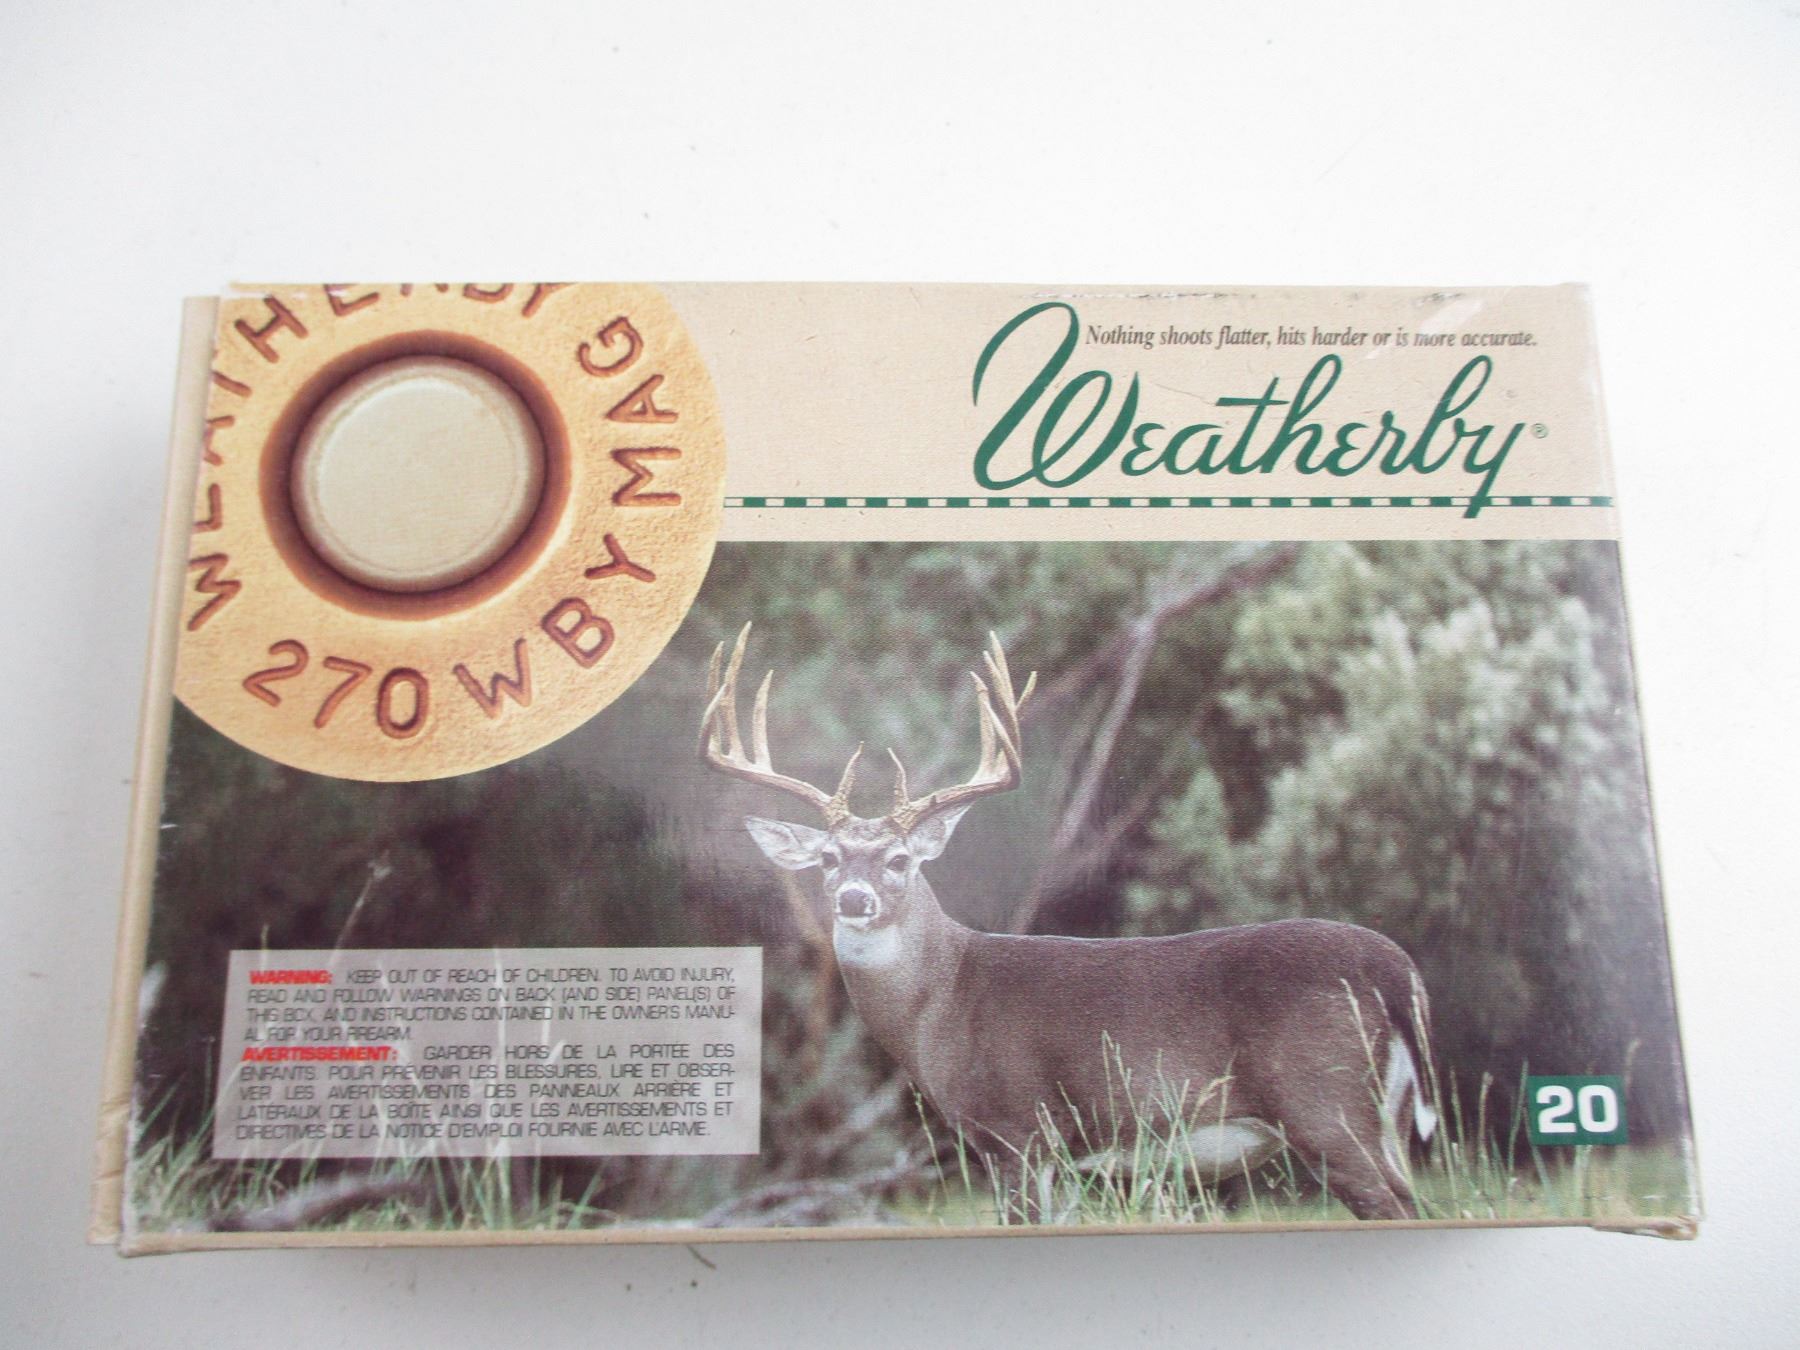 WEATHERBY
270 WBY MAG
Nothing shoots flatter, hits harder or is more accurate.
Weatherby®
WARNING: KEEP OUT OF REACH OF CHILDREN. TO AVOID INJURY,
READ AND FOLLOW WARNINGS ON BACK (AND SIDE) PANEL(S) OF
THIS BOX, AND INSTRUCTIONS CONTAINED IN THE OWNER'S MANU-
AL FOR YOUR FIREARM.
AVERTISSEMENT: GARDER HORS DE LA PORTÉE DES
ENFANTS. POUR PRÉVENIR LES BLESSURES, LIRE ET OBSER-
VER LES AVERTISSEMENTS DES PANNEAUX ARRIÈRE ET
LATÉRAUX DE LA BOÎTE AINSI QUE LES AVERTISSEMENTS ET
DIRECTIVES DE LA NOTICE D'EMPLOI FOURNIE AVEC L'ARME.
20